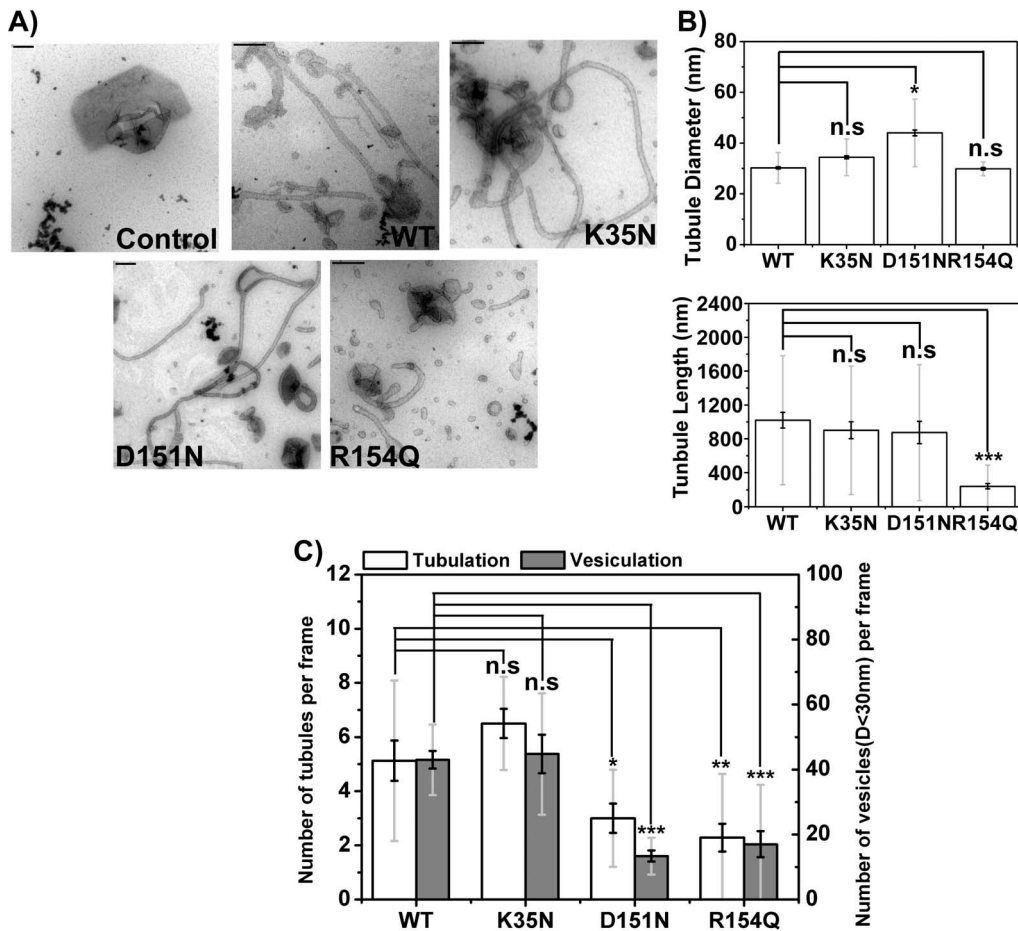 A)
Control
WT
K35N
D151N
R154Q
B)
Tubule Diameter (nm)
80
60
40
20
0
n.s
*
n.s
WT K35N D151N R154Q
Tunbule Length (nm)
2400
2000
1600
1200
800
400
0
n.s
n.s
***
WT K35N D151N R154Q
C)
Tubulation Vesiculation
Number of tubules per frame
12
10
8
6
4
2
0
n.s
n.s
*
***
**
***
100
80
60
40
20
0
Number of vesicles(D<30nm) per frame
WT K35N D151N R154Q